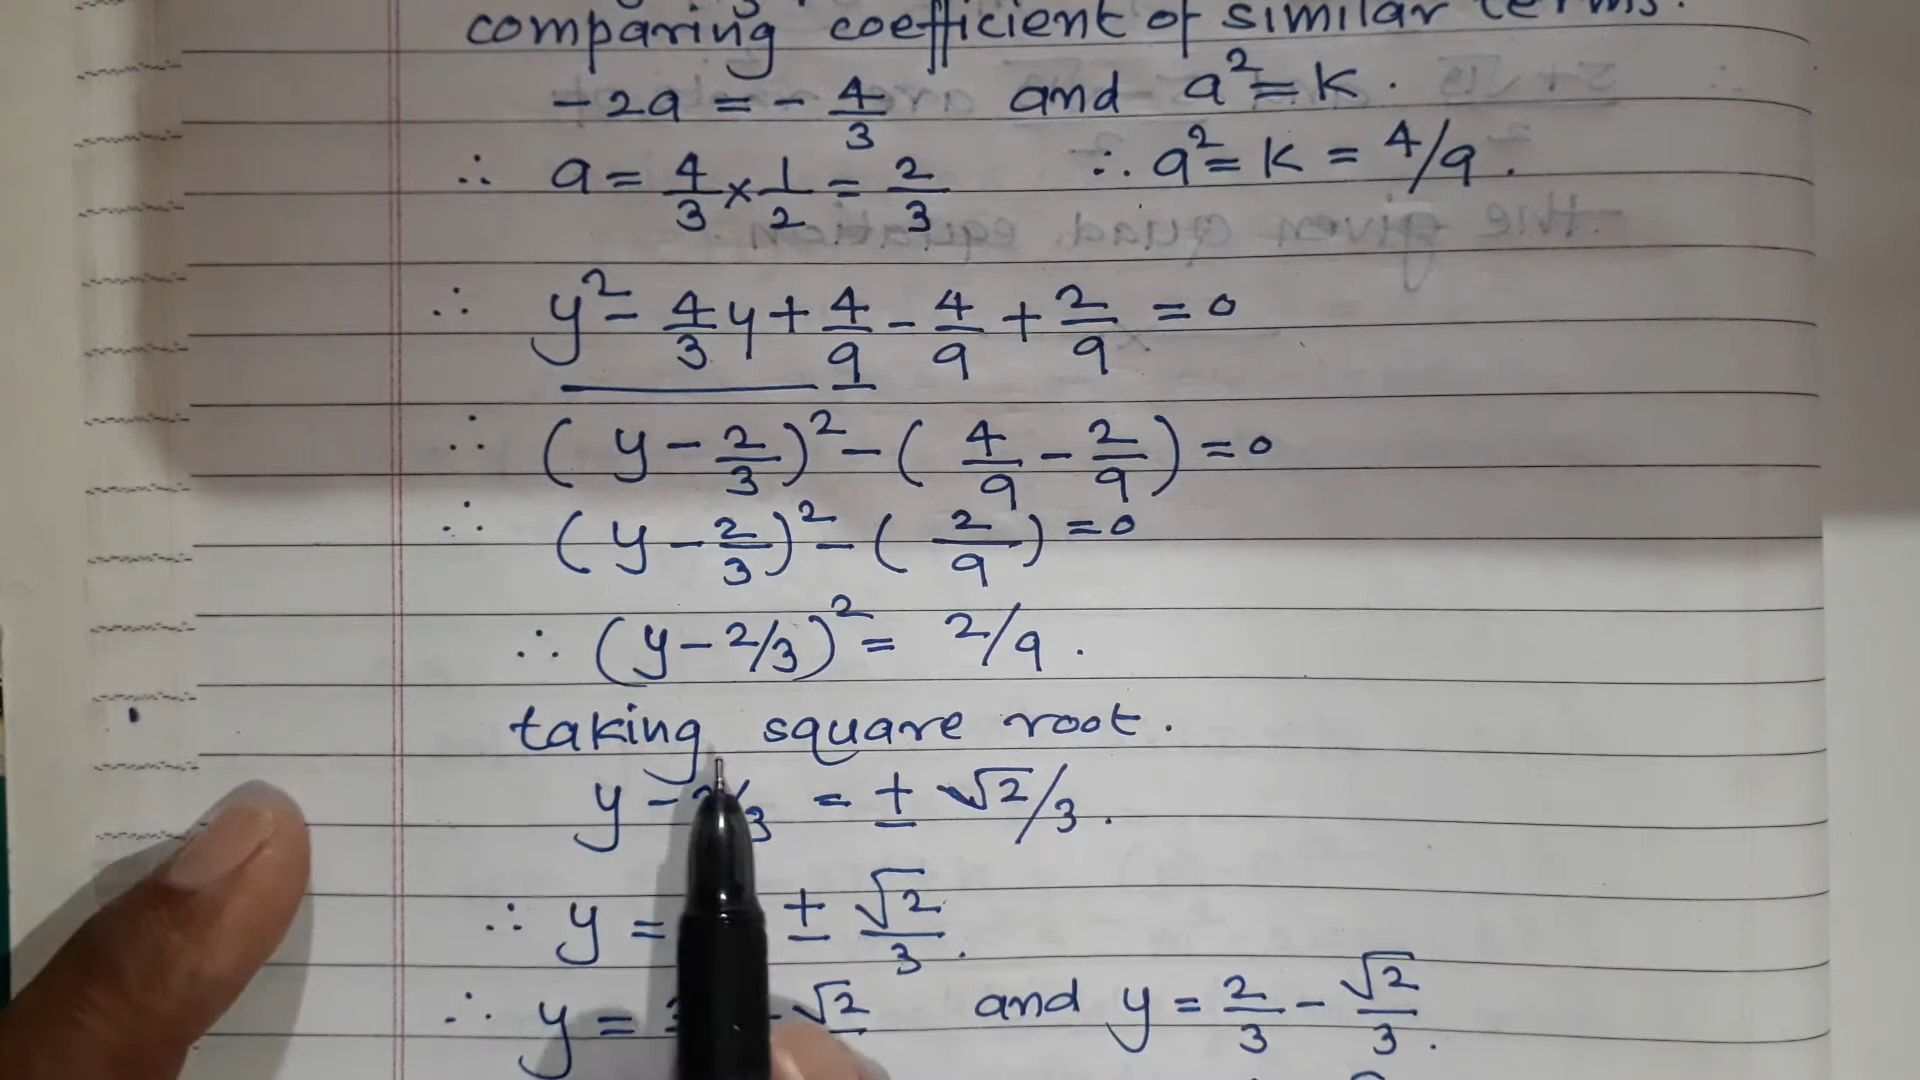 comparing coefficient of similar terms.
-2a = -4/3 and a² = k.
∴ a = 4/3 × 1/2 = 2/3 ∴ a² = k = 4/9.
∴ y² - 4/3 y + 4/9 - 4/9 + 2/9 = 0
∴ (y - 2/3)² - (4/9 - 2/9) = 0
∴ (y - 2/3)² - (2/9) = 0
∴ (y - 2/3)² = 2/9.
taking square root.
y - 2/3 = ± √2/3.
∴ y = ± √2/3.
∴ y = √2 and y = 2/3 - √2/3.